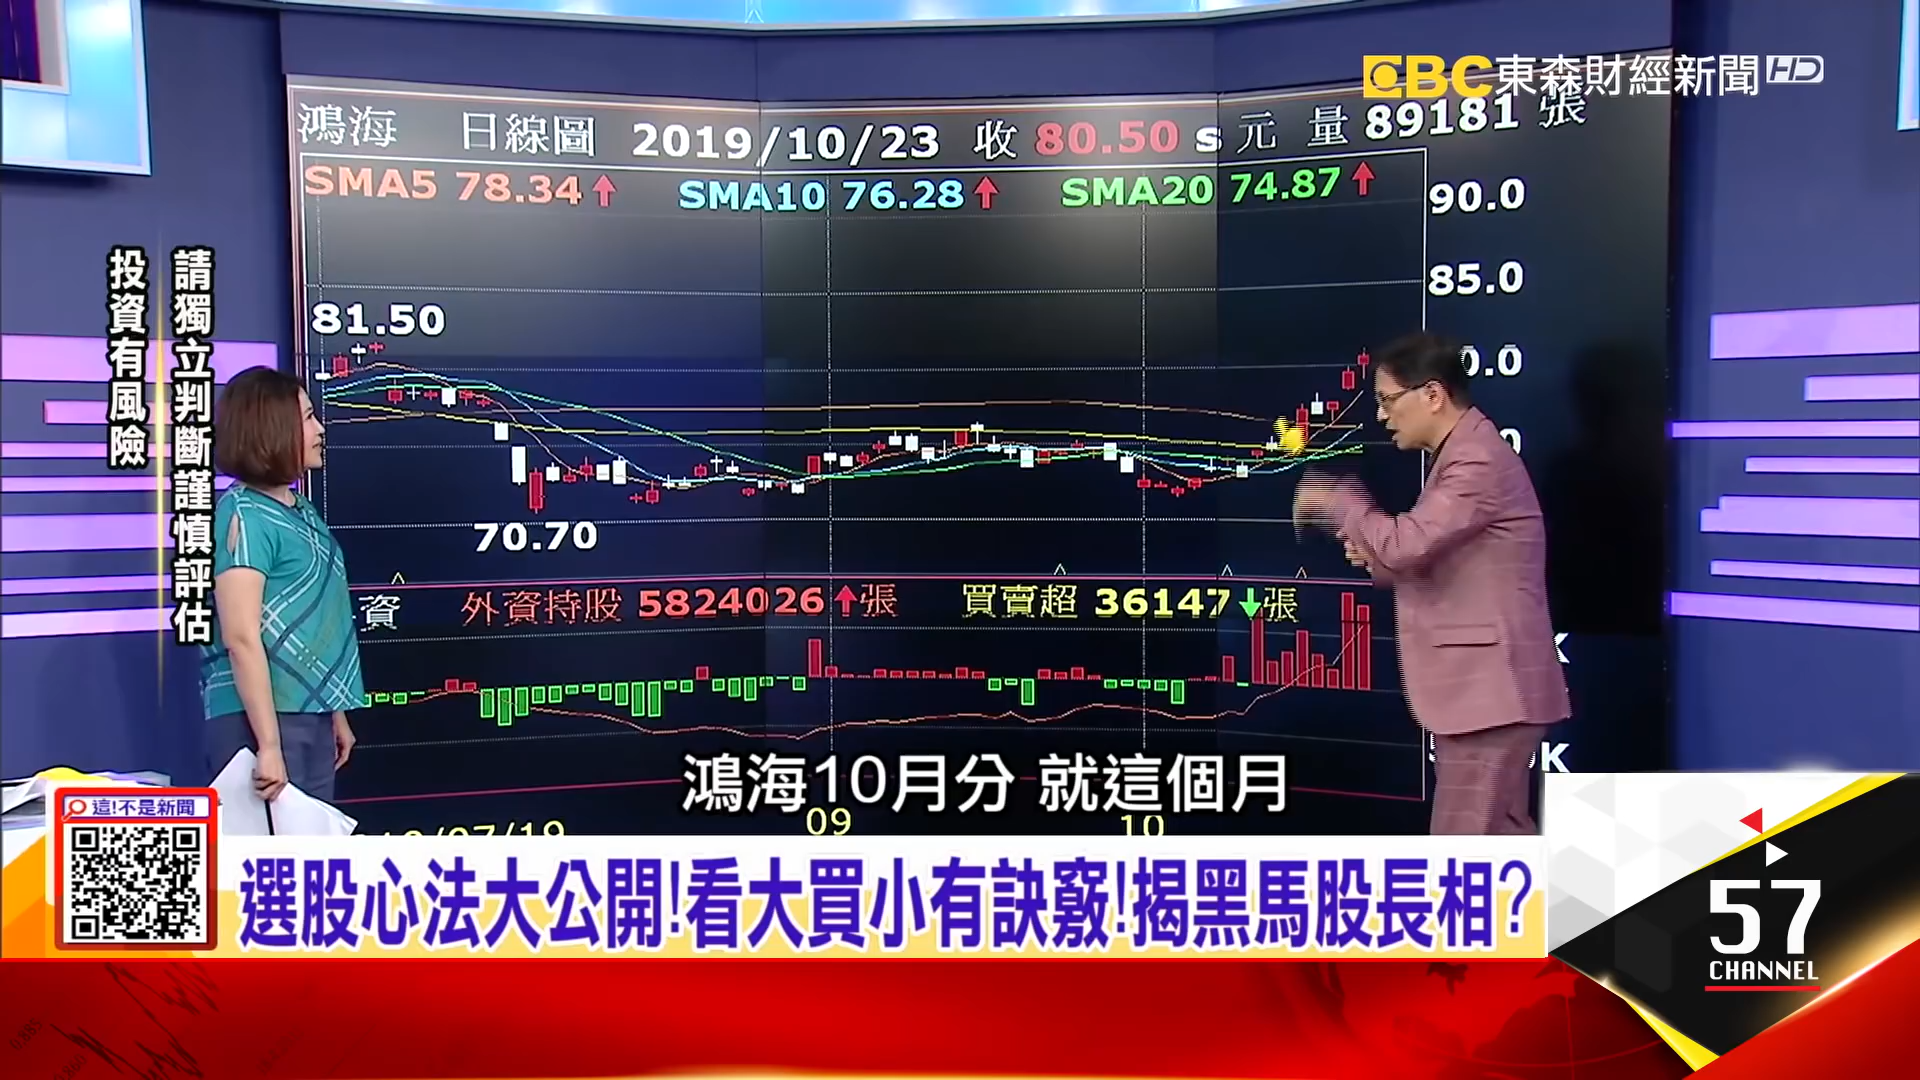 EBC東森財經新聞HD
鴻海 日線圖 2019/10/23 收 80.50 s 元 量 89181 張
SMA5 78.34↑ SMA10 76.28↑ SMA20 74.87↑
90.0
85.0
81.50
70.70
請獨立判斷謹慎評估
投資有風險
資 外資持股 5824026↑張 買賣超 36147↓張
K
K
鴻海10月分 就這個月
09
10
這!不是新聞
選股心法大公開!看大買小有訣竅!揭黑馬股長相?
57
CHANNEL
0.885